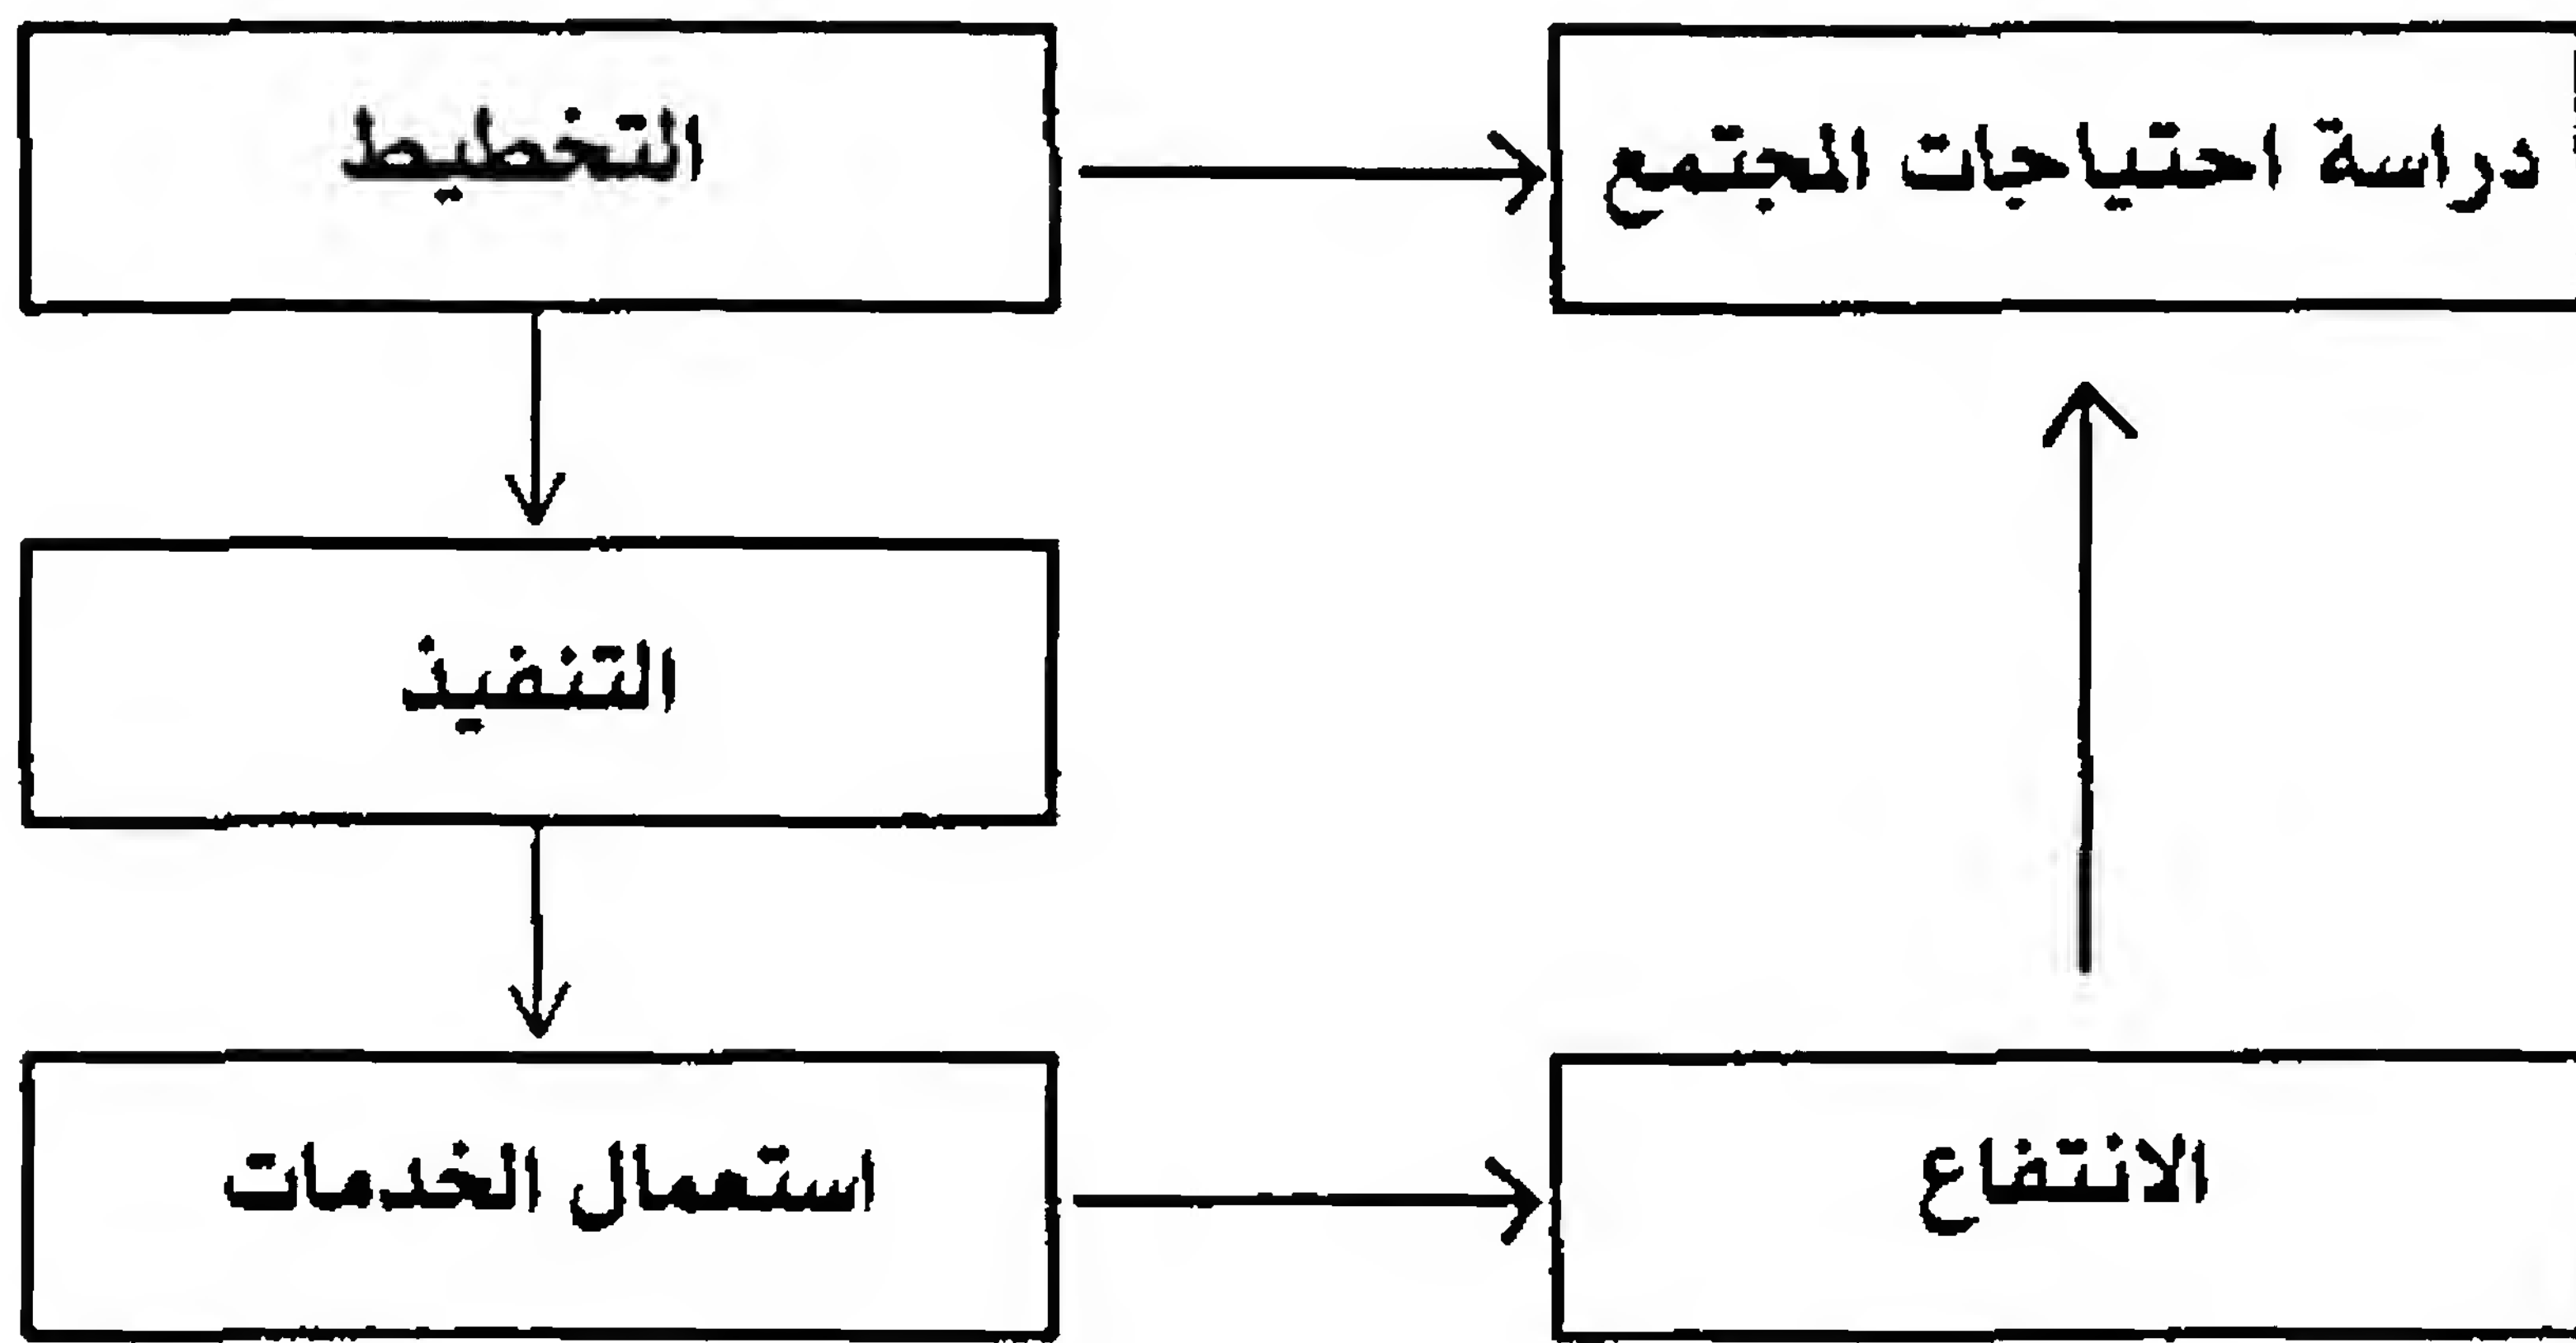 دراسة احتياجات المجتمع
التخطيط
التنفيذ
استعمال الخدمات
الانتفاع